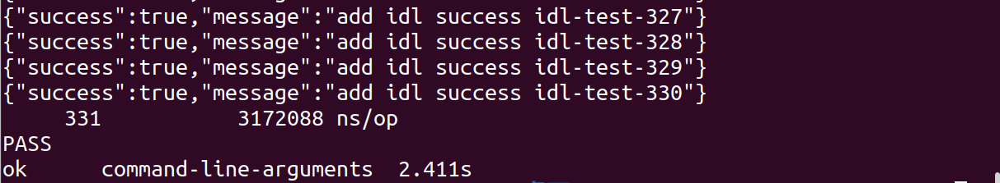 {"success":true,"message":"add idl success idl-test-327"}
{"success":true,"message":"add idl success idl-test-328"}
{"success":true,"message":"add idl success idl-test-329"}
{"success":true,"message":"add idl success idl-test-330"}
     331           3172088 ns/op
PASS
ok      command-line-arguments  2.411s